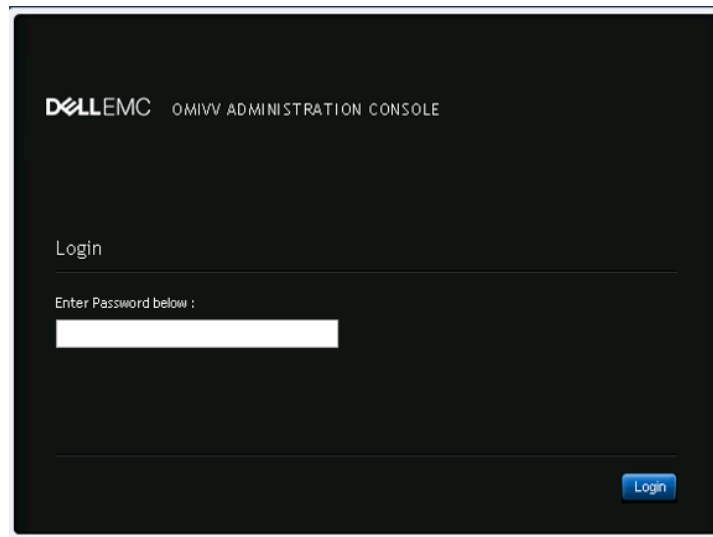 DELLEMC OMIVV ADMINISTRATION CONSOLE
Login
Enter Password below :
Login